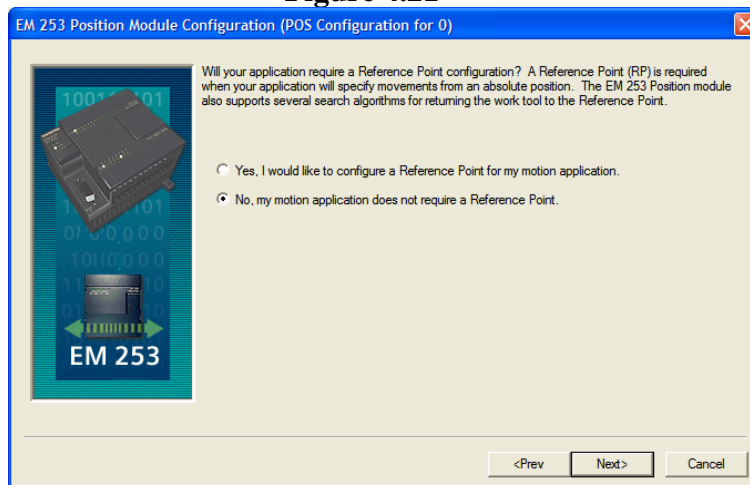 EM 253 Position Module Configuration (POS Configuration for 0)
Will your application require a Reference Point configuration? A Reference Point (RP) is required
when your application will specify movements from an absolute position. The EM 253 Position module
also supports several search algorithms for returning the work tool to the Reference Point.
Yes, I would like to configure a Reference Point for my motion application.
No, my motion application does not require a Reference Point.
EM 253
<Prev
Next>
Cancel